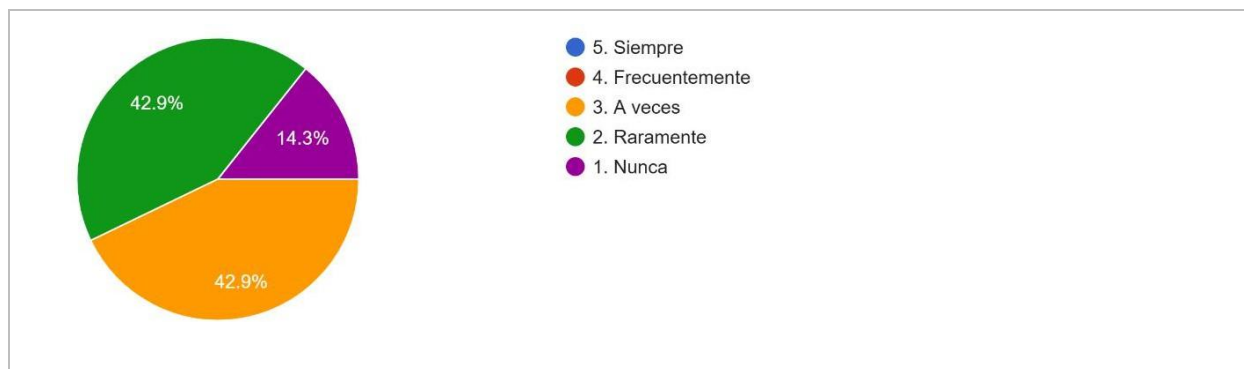 42.9%
14.3%
42.9%
5. Siempre
4. Frecuentemente
3. A veces
2. Raramente
1. Nunca